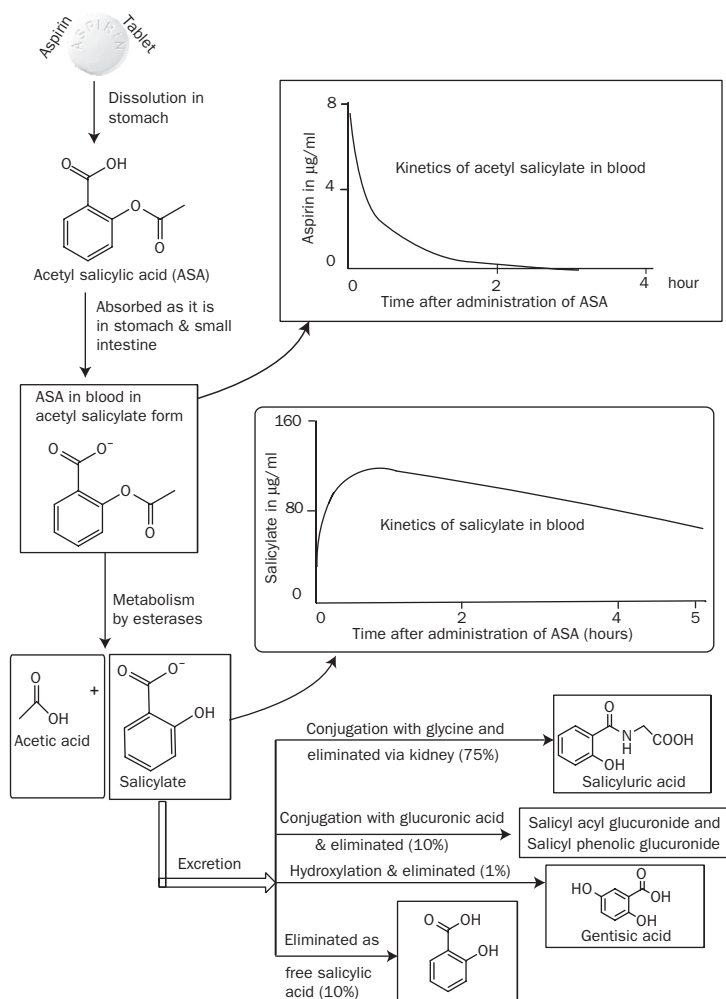 Aspirin
Tablet
ASPIRIN
Dissolution in
stomach
O
OH
O
O
Acetyl salicylic acid (ASA)
Absorbed as it is
in stomach & small
intestine
8
4
0
Aspirin in µg/ml
Kinetics of acetyl salicylate in blood
0
2
4
hour
Time after administration of ASA
ASA in blood in
acetyl salicylate form
O
O⁻
O
O
160
80
0
Salicylate in µg/ml
Kinetics of salicylate in blood
0
2
4
5
Time after administration of ASA (hours)
Metabolism
by esterases
O
OH
Acetic acid
+
O
O⁻
OH
Salicylate
Excretion
Conjugation with glycine and
eliminated via kidney (75%)
O
N
H
COOH
OH
Salicyluric acid
Conjugation with glucuronic acid
& eliminated (10%)
Salicyl acyl glucuronide and
Salicyl phenolic glucuronide
Hydroxylation & eliminated (1%)
HO
O
OH
OH
Gentisic acid
Eliminated as
free salicylic
acid (10%)
O
OH
OH